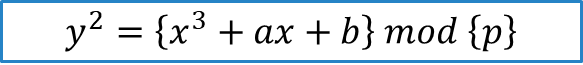 y² = {x³ + ax + b} mod {p}